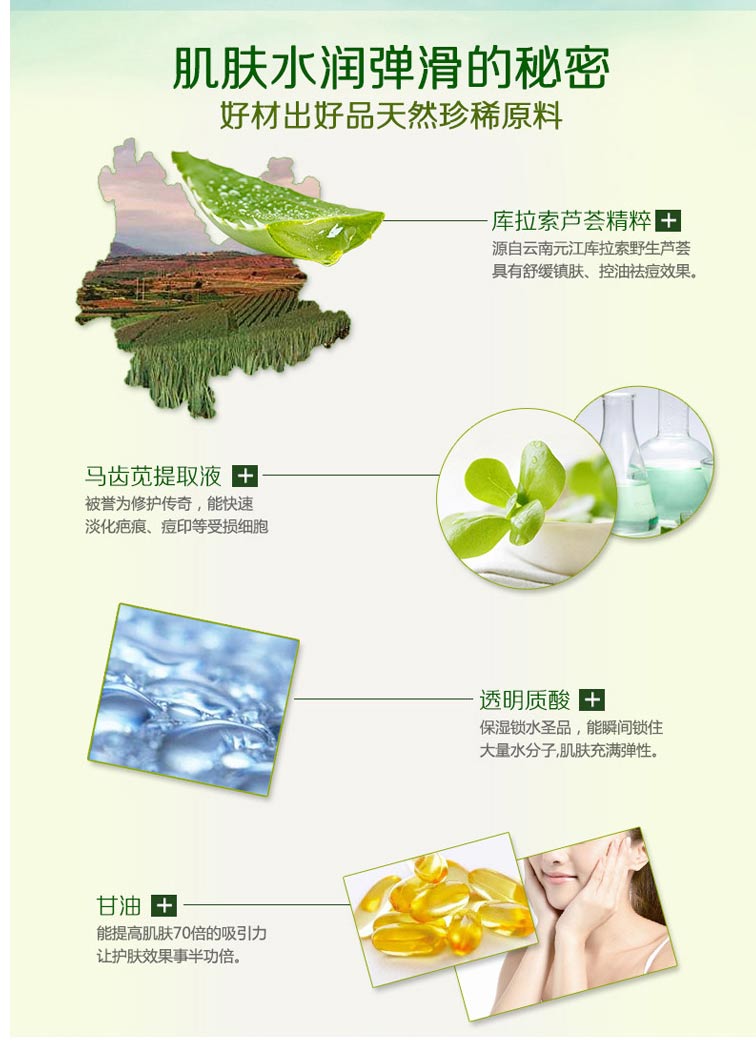 肌肤水润弹滑的秘密
好材出好品天然珍稀原料
库拉索芦荟精粹
源自云南元江库拉索野生芦荟
具有舒缓镇肤、控油祛痘效果。
马齿苋提取液
被誉为修护传奇，能快速
淡化疤痕、痘印等受损细胞
透明质酸
保湿锁水圣品，能瞬间锁住
大量水分子,肌肤充满弹性。
甘油
能提高肌肤70倍的吸引力
让护肤效果事半功倍。